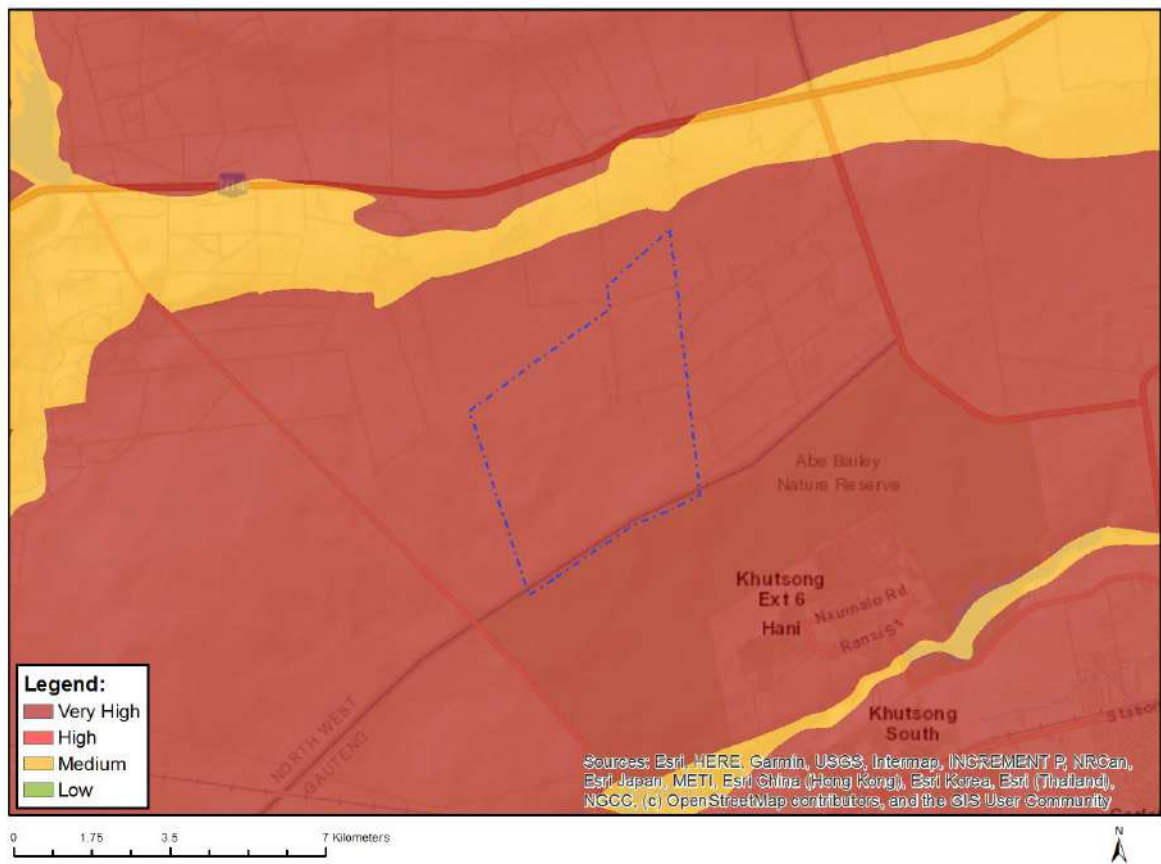 Abe Bailey
Nature Reserve
Khutsong
Ext 6
Hani
Nxumalo Rd
Khutsong
South
Station
NORTH WEST
GAUTENG
Legend:
Very High
High
Medium
Low
Sources: Esri, HERE, Garmin, USGS, Intermap, INCREMENT P, NRCan,
Esri Japan, METI, Esri China (Hong Kong), Esri Korea, Esri (Thailand),
NGCC, (c) OpenStreetMap contributors, and the GIS User Community
0 1.75 3.5 7 Kilometers
N